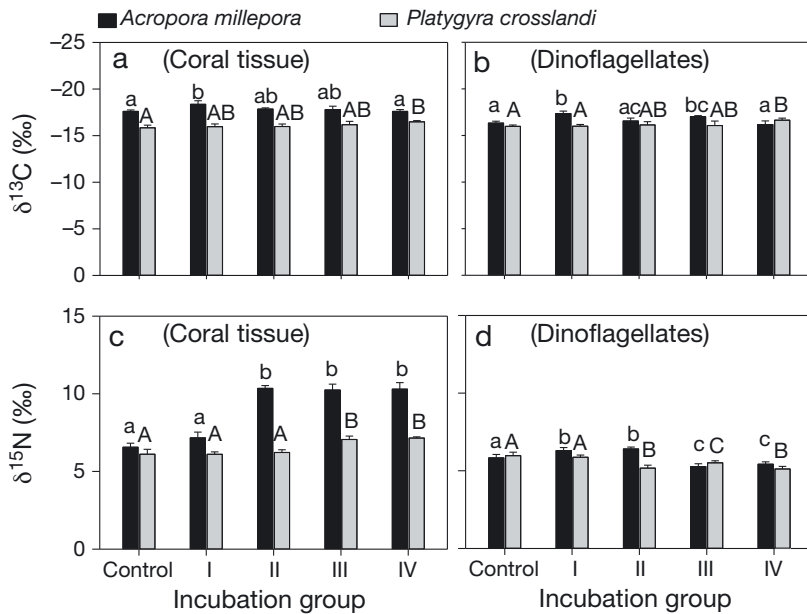 Acropora millepora Platygyra crosslandi
–25
–20
–15
–10
–5
0
δ13C (‰)
a (Coral tissue)
a A b AB ab AB ab AB a B
b (Dinoflagellates)
a A b A ac AB bc AB a B
15
10
5
0
δ15N (‰)
c (Coral tissue)
a A a A b A b B b B
d (Dinoflagellates)
a A b A b B c C c B
Control I II III IV
Incubation group
Control I II III IV
Incubation group